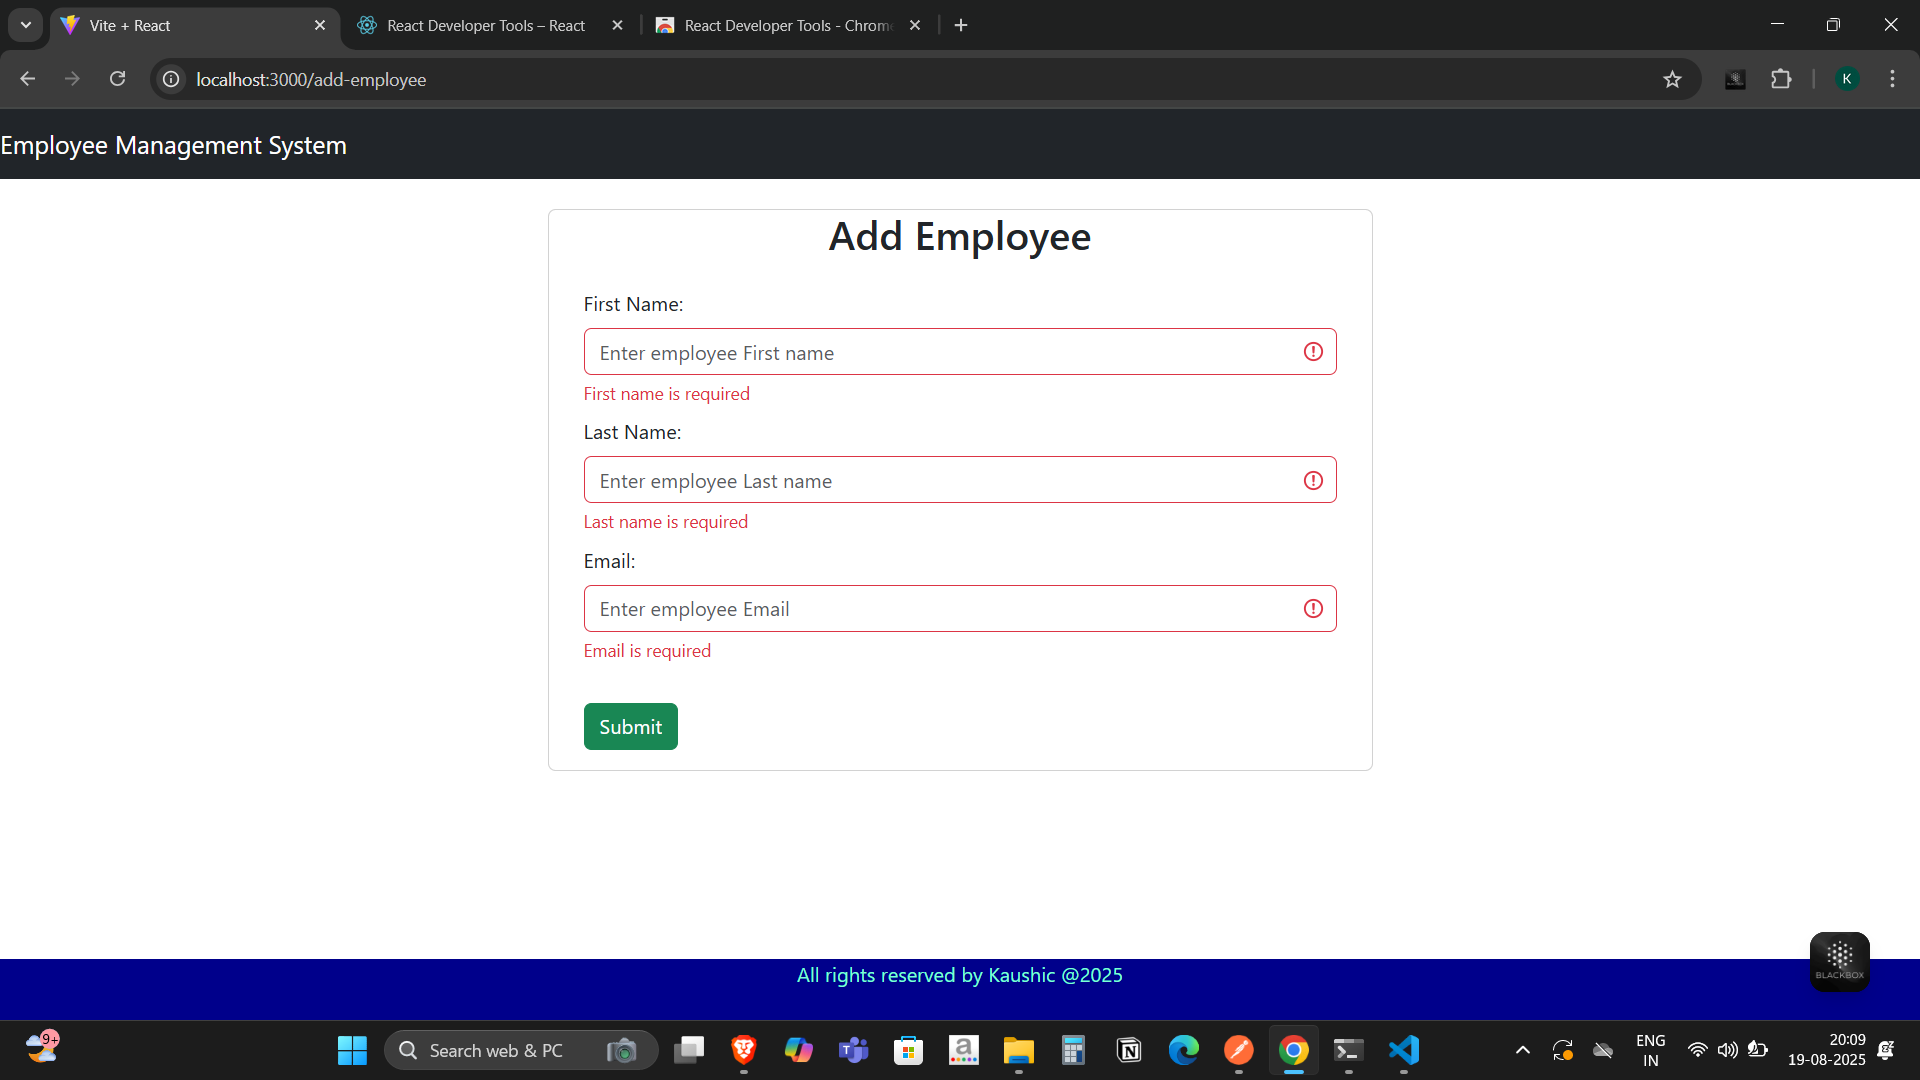 Vite + React
React Developer Tools – React
React Developer Tools - Chrom
localhost:3000/add-employee
K
Employee Management System
Add Employee
First Name:
Enter employee First name
First name is required
Last Name:
Enter employee Last name
Last name is required
Email:
Enter employee Email
Email is required
Submit
BLACKBOX
All rights reserved by Kaushic @2025
9+
Search web & PC
ENG
IN
20:09
19-08-2025